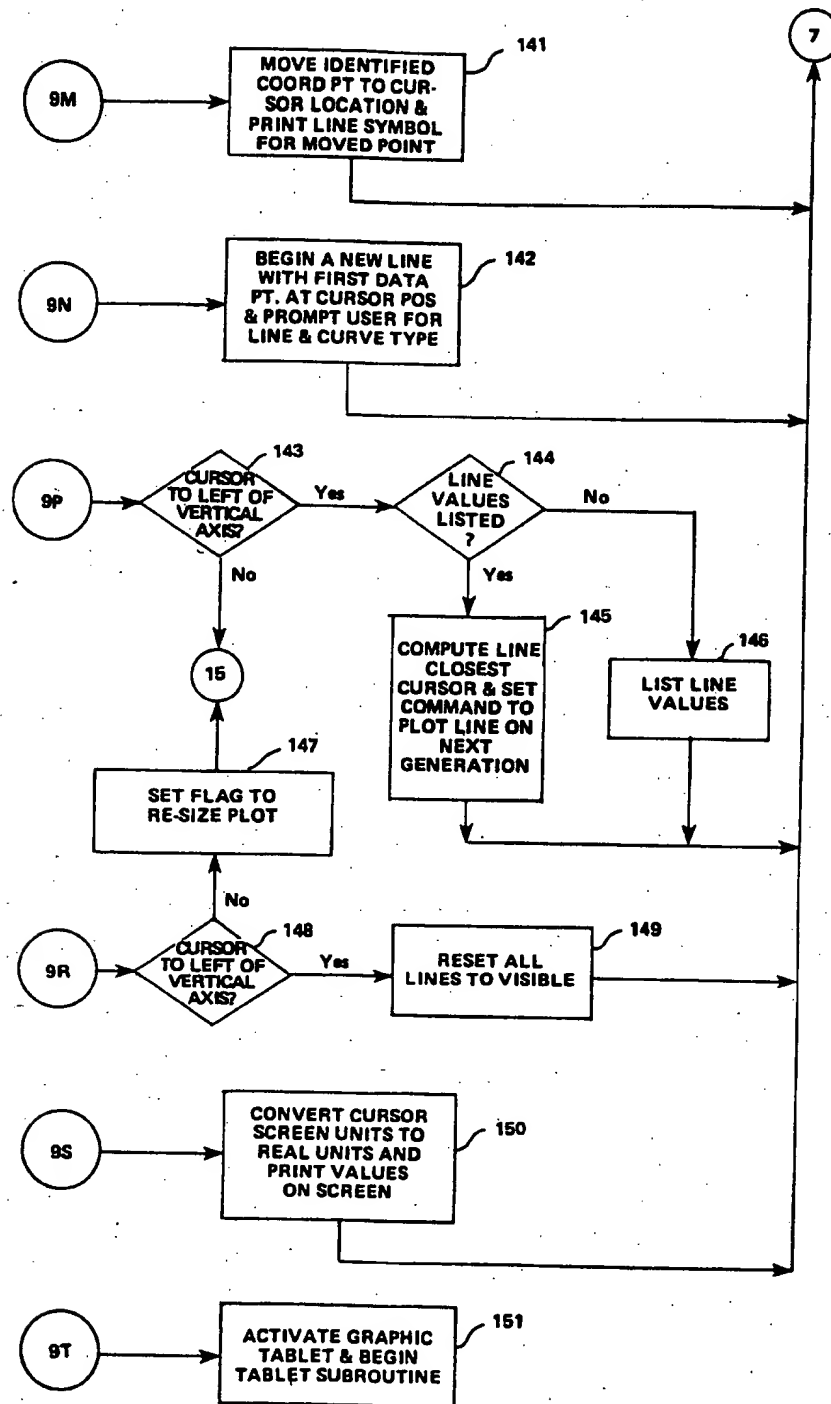 7
141
9M
MOVE IDENTIFIED
COORD PT TO CUR-
SOR LOCATION &
PRINT LINE SYMBOL
FOR MOVED POINT
142
9N
BEGIN A NEW LINE
WITH FIRST DATA
PT. AT CURSOR POS
& PROMPT USER FOR
LINE & CURVE TYPE
143
9P
CURSOR
TO LEFT OF
VERTICAL
AXIS?
Yes
No
144
LINE
VALUES
LISTED
?
No
Yes
15
145
COMPUTE LINE
CLOSEST
CURSOR & SET
COMMAND TO
PLOT LINE ON
NEXT
GENERATION
146
LIST LINE
VALUES
147
SET FLAG TO
RE-SIZE PLOT
No
148
9R
CURSOR
TO LEFT OF
VERTICAL
AXIS?
Yes
149
RESET ALL
LINES TO VISIBLE
9S
CONVERT CURSOR
SCREEN UNITS TO
REAL UNITS AND
PRINT VALUES
ON SCREEN
150
9T
ACTIVATE GRAPHIC
TABLET & BEGIN
TABLET SUBROUTINE
151